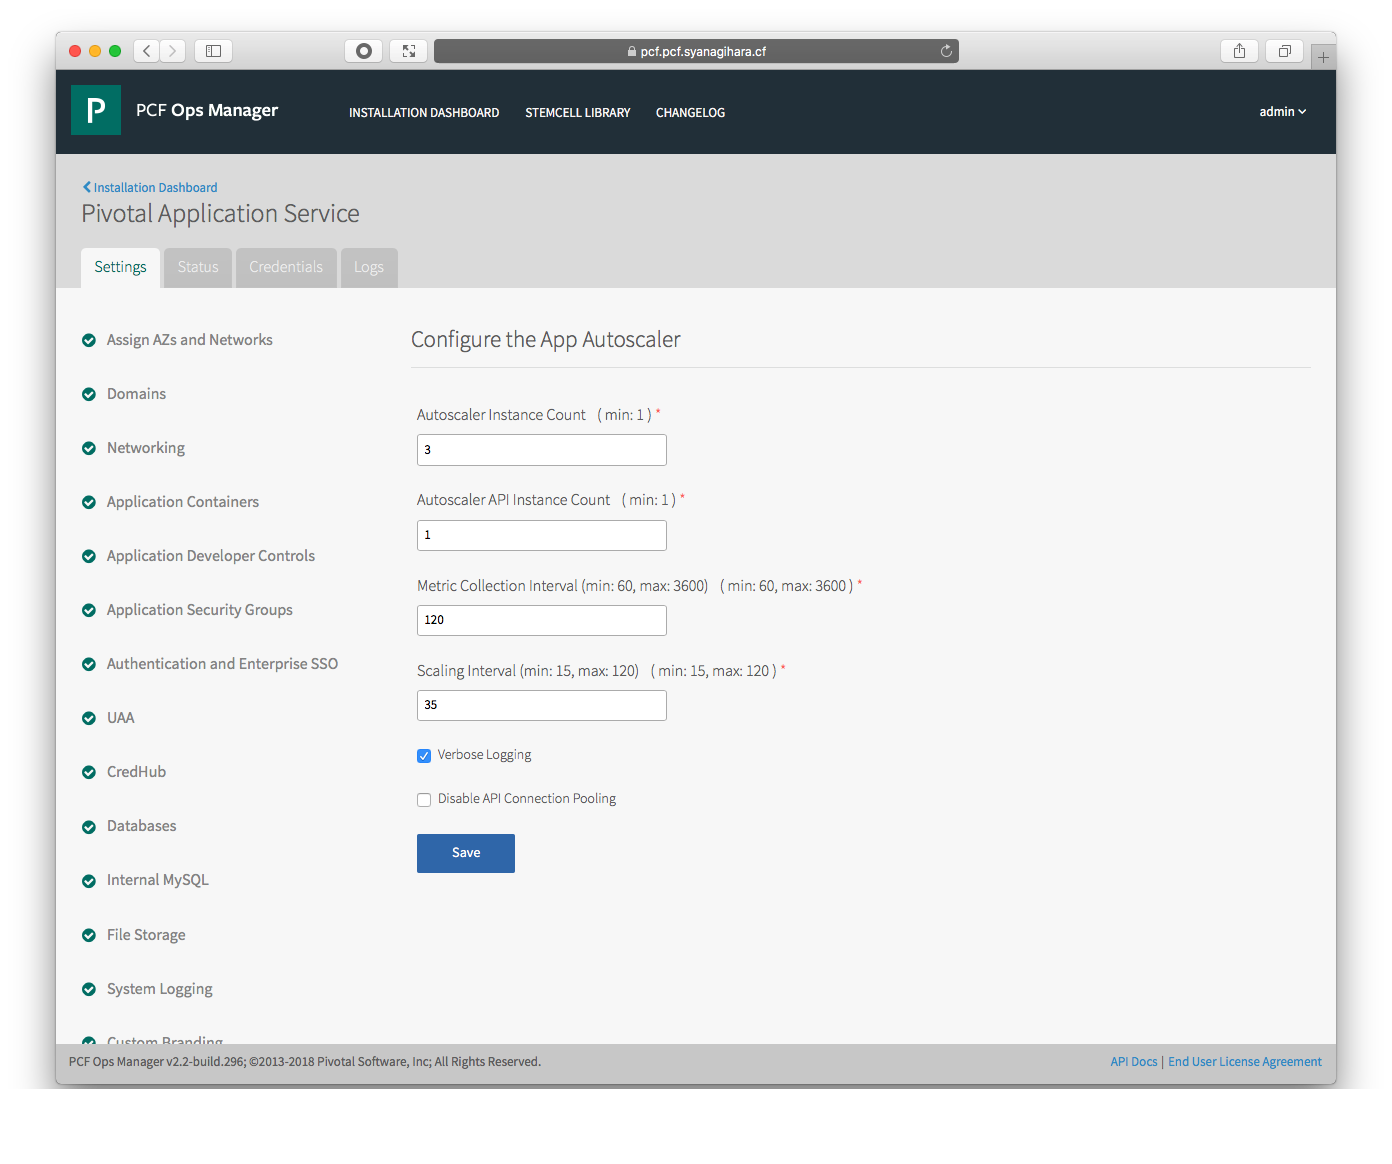 pcf.pcf.syanagihara.cf
P
PCF Ops Manager
INSTALLATION DASHBOARD
STEMCELL LIBRARY
CHANGELOG
admin
Installation Dashboard
Pivotal Application Service
Settings
Status
Credentials
Logs
Assign AZs and Networks
Domains
Networking
Application Containers
Application Developer Controls
Application Security Groups
Authentication and Enterprise SSO
UAA
CredHub
Databases
Internal MySQL
File Storage
System Logging
Custom Branding
Configure the App Autoscaler
Autoscaler Instance Count ( min: 1 ) *
3
Autoscaler API Instance Count ( min: 1 ) *
1
Metric Collection Interval (min: 60, max: 3600) ( min: 60, max: 3600 ) *
120
Scaling Interval (min: 15, max: 120) ( min: 15, max: 120 ) *
35
Verbose Logging
Disable API Connection Pooling
Save
PCF Ops Manager v2.2-build.296; ©2013-2018 Pivotal Software, Inc; All Rights Reserved.
API Docs | End User License Agreement